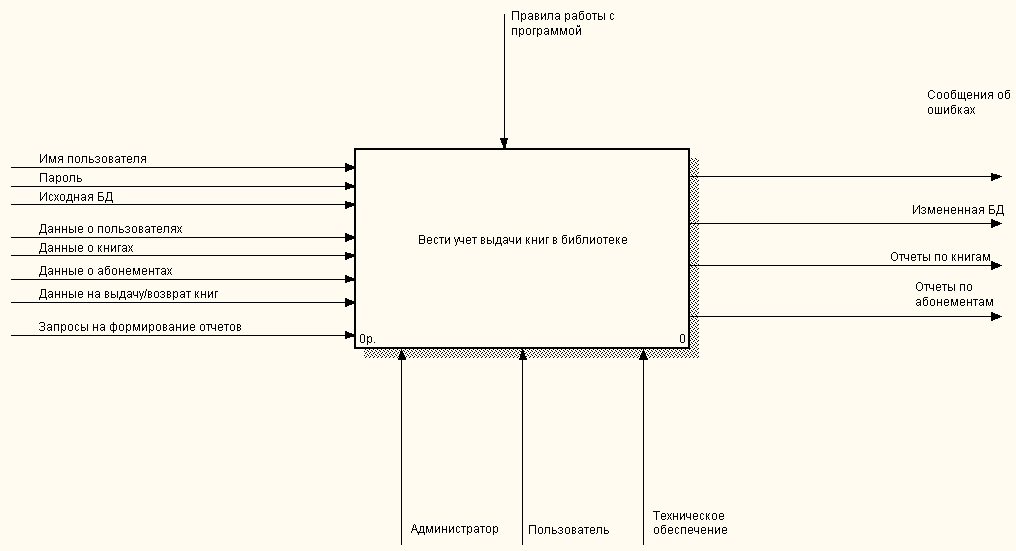 Правила работы с
программой
Сообщения об
ошибках
Имя пользователя
Пароль
Исходная БД
Данные о пользователях
Данные о книгах
Данные о абонементах
Данные на выдачу/возврат книг
Запросы на формирование отчетов
Вести учет выдачи книг в библиотеке
0р.
0
Измененная БД
Отчеты по книгам
Отчеты по
абонементам
Администратор
Пользователь
Техническое
обеспечение